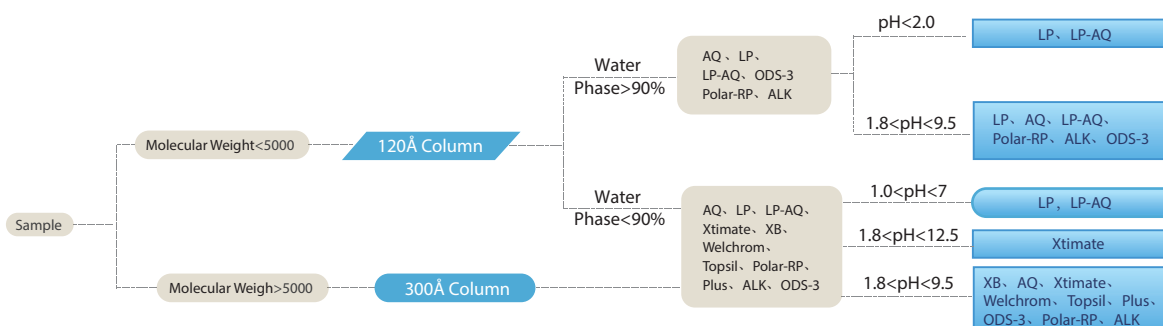 Sample
Molecular Weight<5000
120Å Column
Water
Phase>90%
AQ 、LP、
LP-AQ、ODS-3
Polar-RP、ALK
pH<2.0
LP、LP-AQ
1.8<pH<9.5
LP、AQ、LP-AQ、
Polar-RP、ALK、ODS-3
Water
Phase<90%
AQ、LP、LP-AQ、
Xtimate、XB、
Welchrom、
Topsil、Polar-RP、
Plus、ALK、ODS-3
1.0<pH<7
LP，LP-AQ
1.8<pH<12.5
Xtimate
1.8<pH<9.5
XB、AQ、Xtimate、
Welchrom、Topsil、Plus、
ODS-3、Polar-RP、ALK
Molecular Weigh>5000
300Å Column